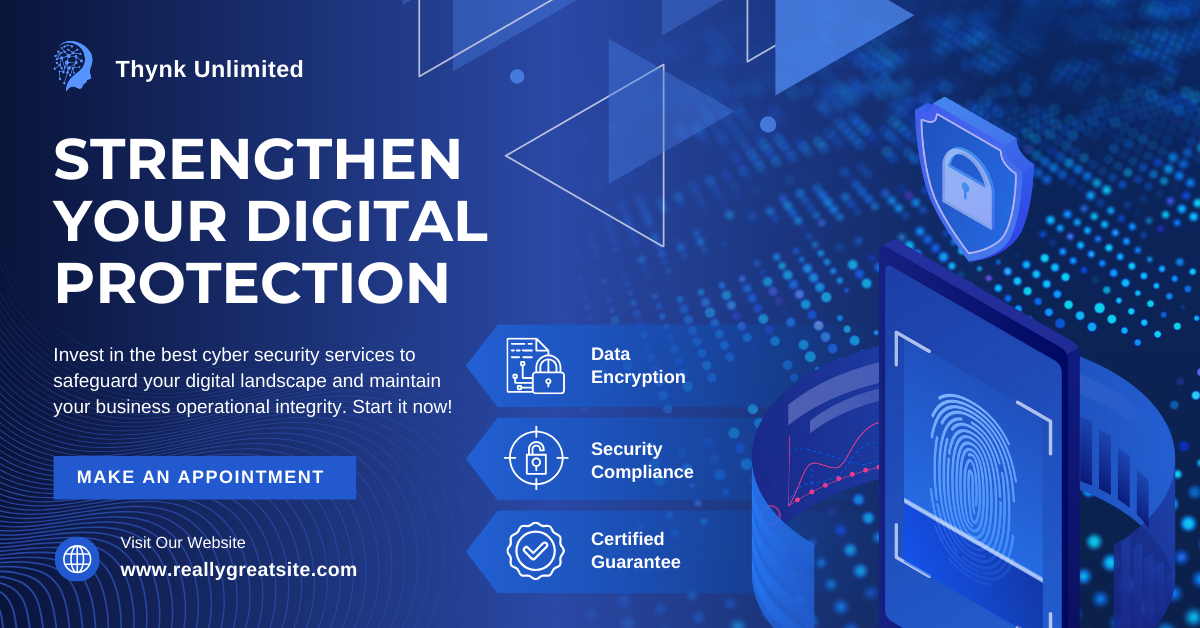 Thynk Unlimited
STRENGTHEN
YOUR DIGITAL
PROTECTION
Invest in the best cyber security services to
safeguard your digital landscape and maintain
your business operational integrity. Start it now!
MAKE AN APPOINTMENT
Visit Our Website
www.reallygreatsite.com
Data
Encryption
Security
Compliance
Certified
Guarantee